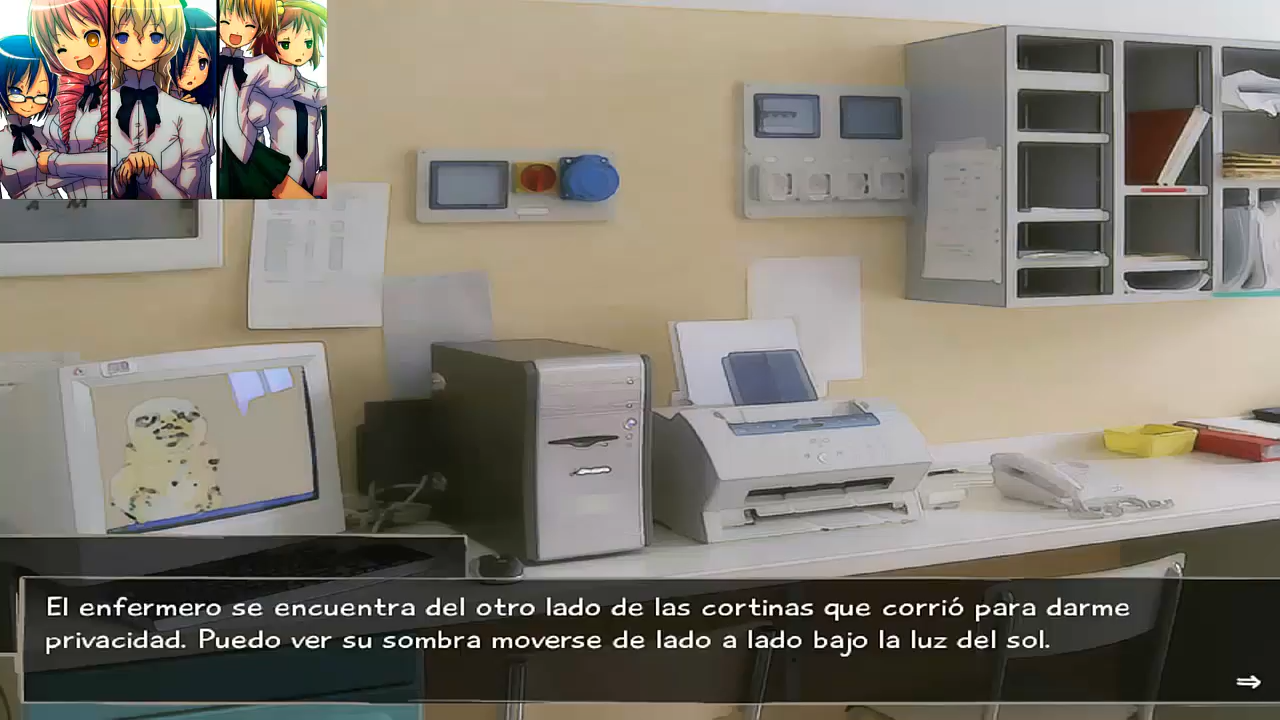 El enfermero se encuentra del otro lado de las cortinas que corrió para darme
privacidad. Puedo ver su sombra moverse de lado a lado bajo la luz del sol.